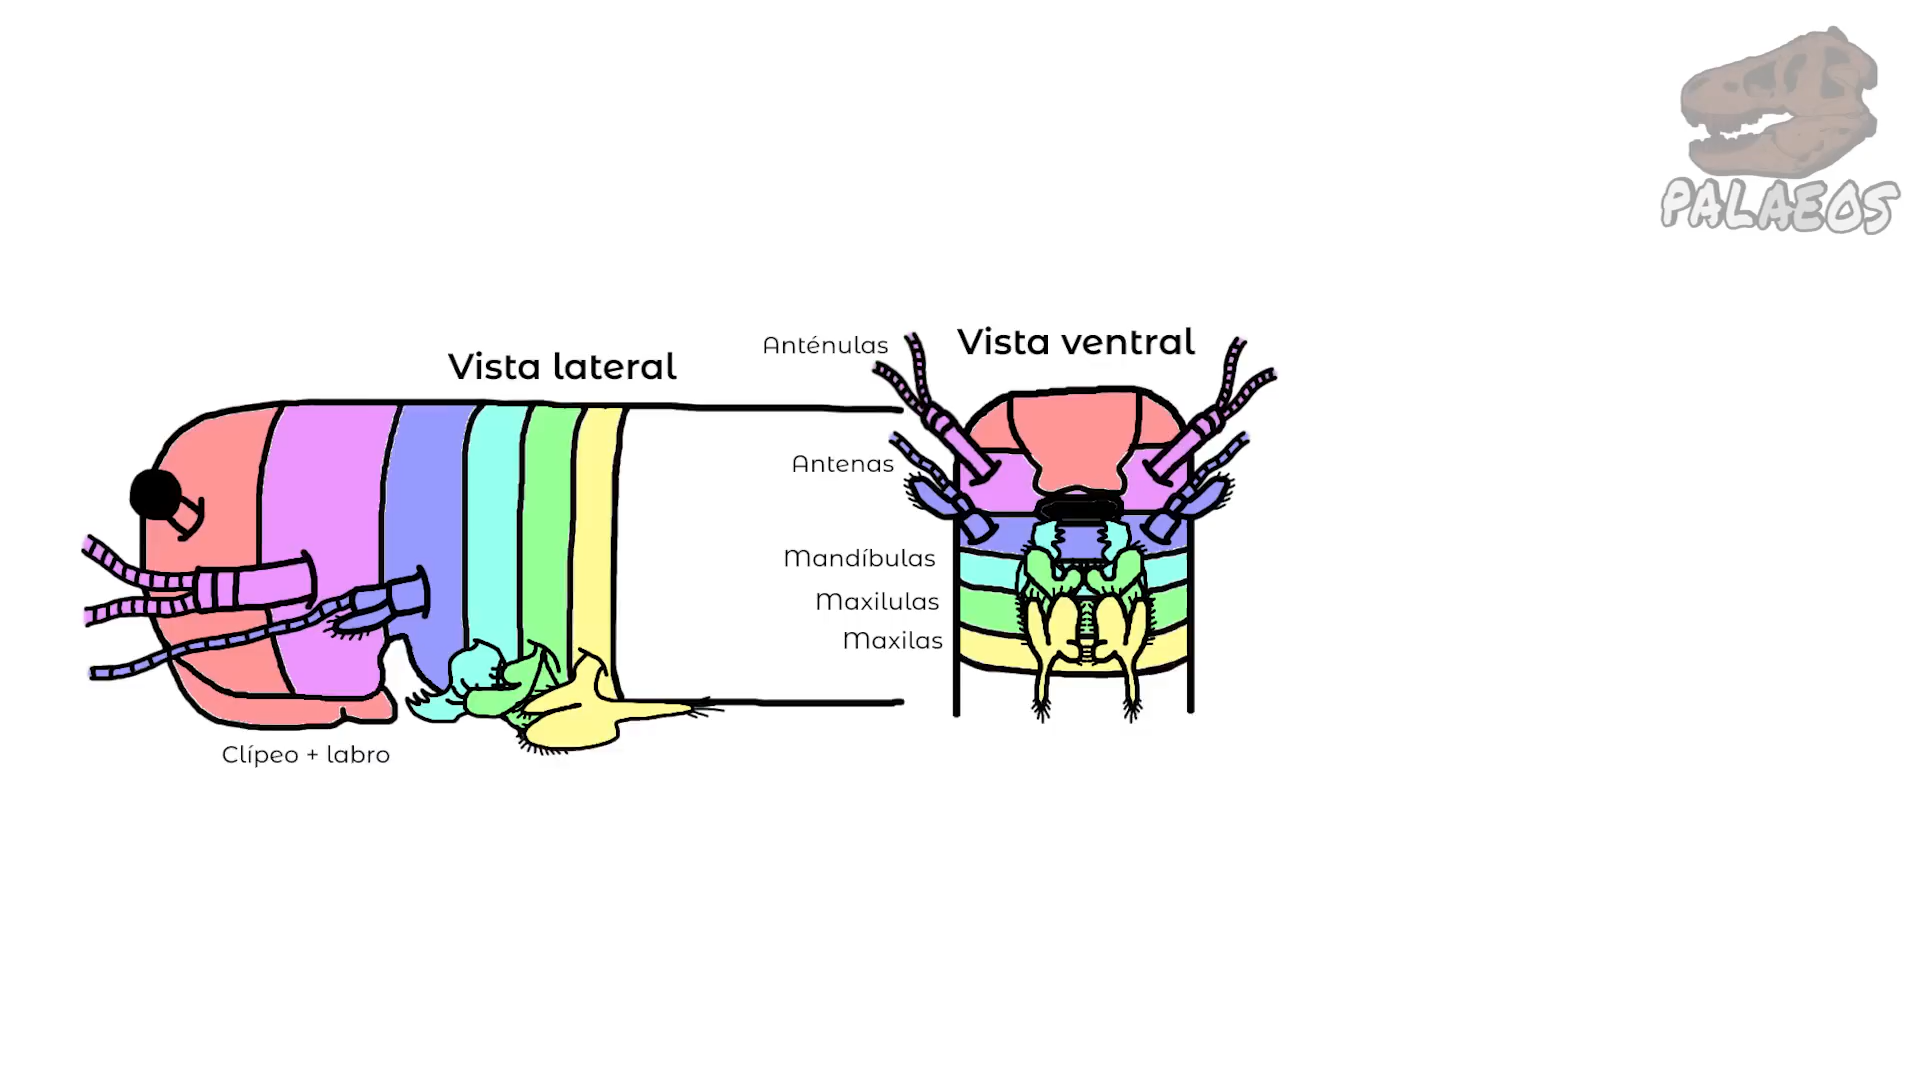 PALAEOS
Vista lateral
Vista ventral
Anténulas
Antenas
Mandíbulas
Maxilulas
Maxilas
Clípeo + labro